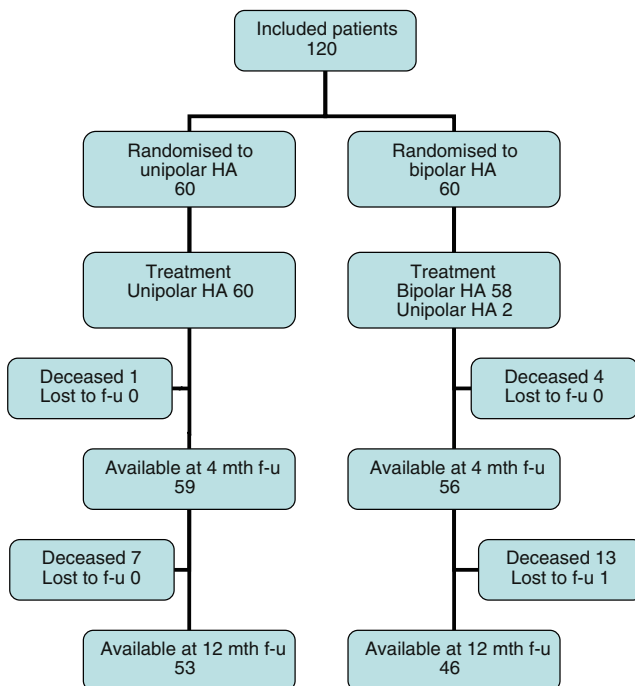 Included patients
120
Randomised to
unipolar HA
60
Randomised to
bipolar HA
60
Treatment
Unipolar HA 60
Treatment
Bipolar HA 58
Unipolar HA 2
Deceased 1
Lost to f-u 0
Deceased 4
Lost to f-u 0
Available at 4 mth f-u
59
Available at 4 mth f-u
56
Deceased 7
Lost to f-u 0
Deceased 13
Lost to f-u 1
Available at 12 mth f-u
53
Available at 12 mth f-u
46